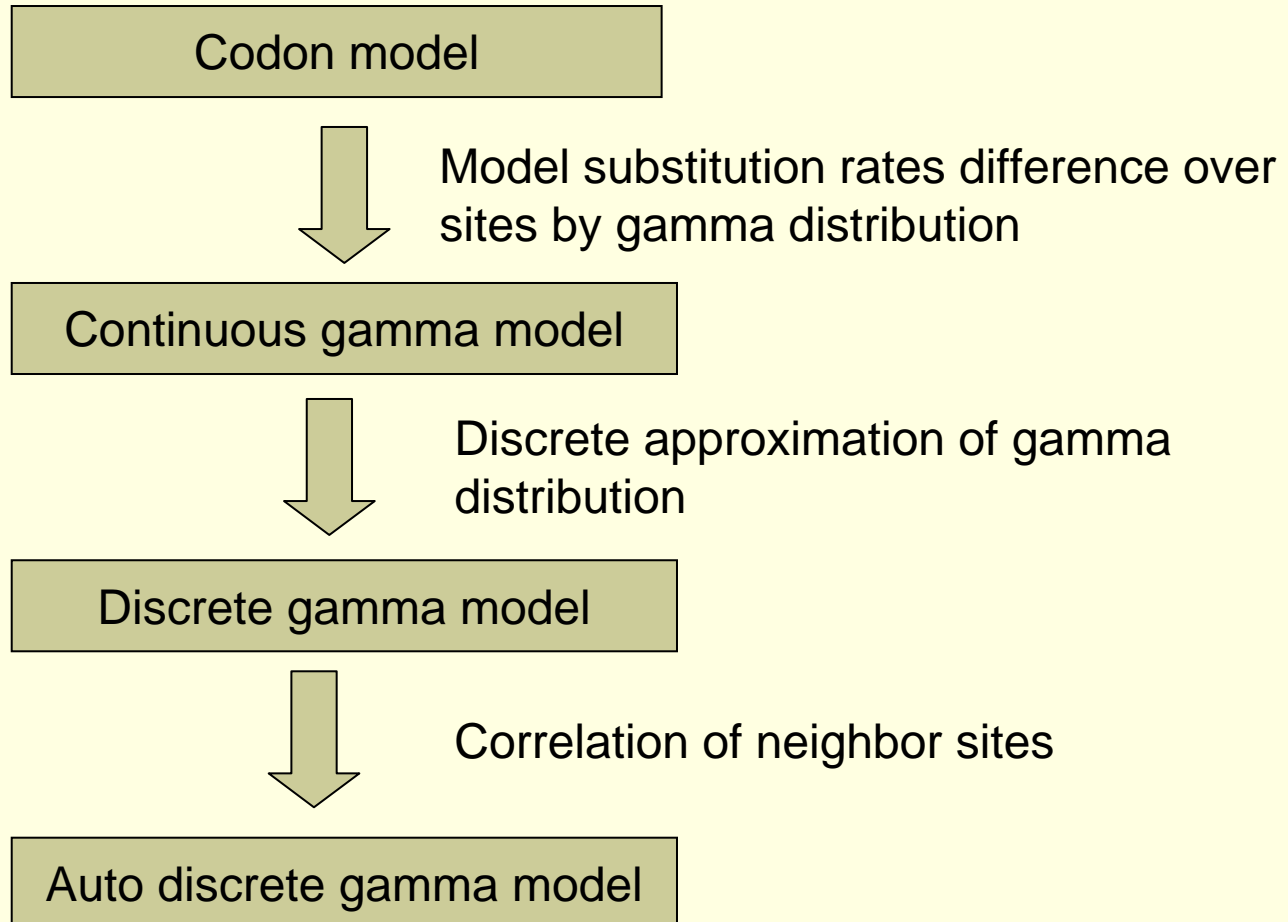 Codon model
Model substitution rates difference over
sites by gamma distribution
Continuous gamma model
Discrete approximation of gamma
distribution
Discrete gamma model
Correlation of neighbor sites
Auto discrete gamma model